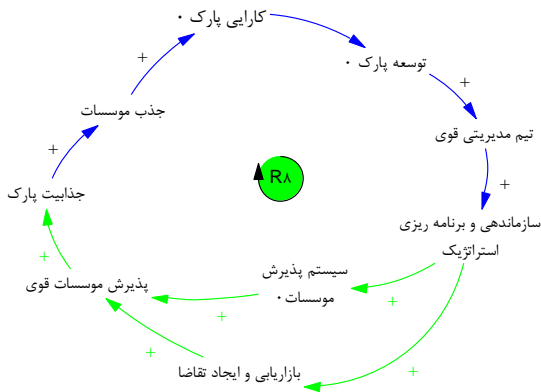 کارایی پارک ۰
توسعه پارک ۰
+
+
جذب موسسات
+
تیم مدیریتی قوی
+
+
جذابیت پارک
R۸
سازماندهی و برنامه ریزی
استراتژیک
سیستم پذیرش
موسسات ۰
پذیرش موسسات قوی
+
+
+
+
+
بازاریابی و ایجاد تقاضا